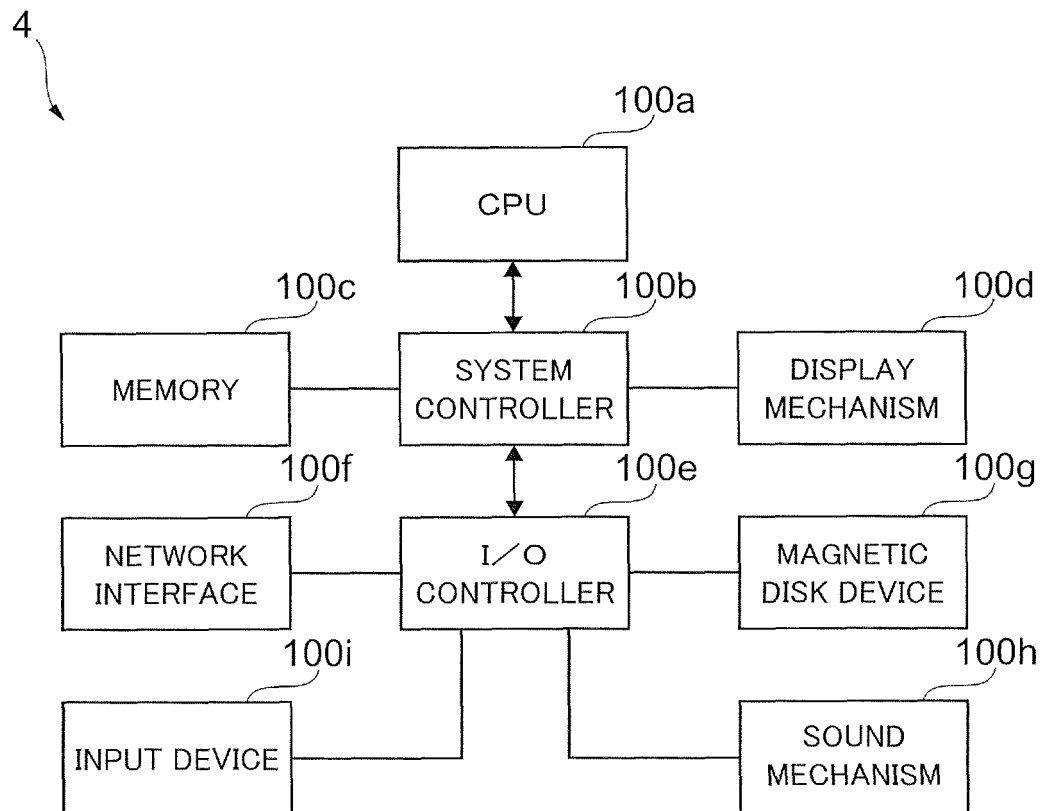 4
100a
CPU
100c
100b
100d
MEMORY
SYSTEM
CONTROLLER
DISPLAY
MECHANISM
100f
100e
100g
NETWORK
INTERFACE
I/O
CONTROLLER
MAGNETIC
DISK DEVICE
100i
100h
INPUT DEVICE
SOUND
MECHANISM